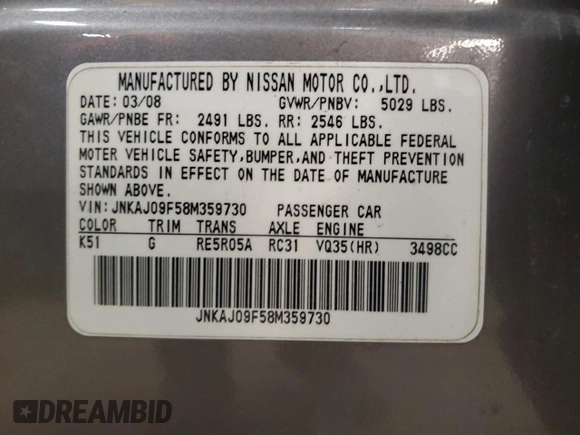 MANUFACTURED BY NISSAN MOTOR CO.,LTD.
DATE: 03/08 GVWR/PNBV: 5029 LBS.
GAWR/PNBE FR: 2491 LBS. RR: 2546 LBS.
THIS VEHICLE CONFORMS TO ALL APPLICABLE FEDERAL
MOTER VEHICLE SAFETY,BUMPER,AND THEFT PREVENTION
STANDARDS IN EFFECT ON THE DATE OF MANUFACTURE
SHOWN ABOVE.
VIN:JNKAJ09F58M359730 PASSENGER CAR
COLOR TRIM TRANS AXLE ENGINE
K51 G RE5R05A RC31 VQ35(HR) 3498CC
JNKAJ09F58M359730
DREAMBID